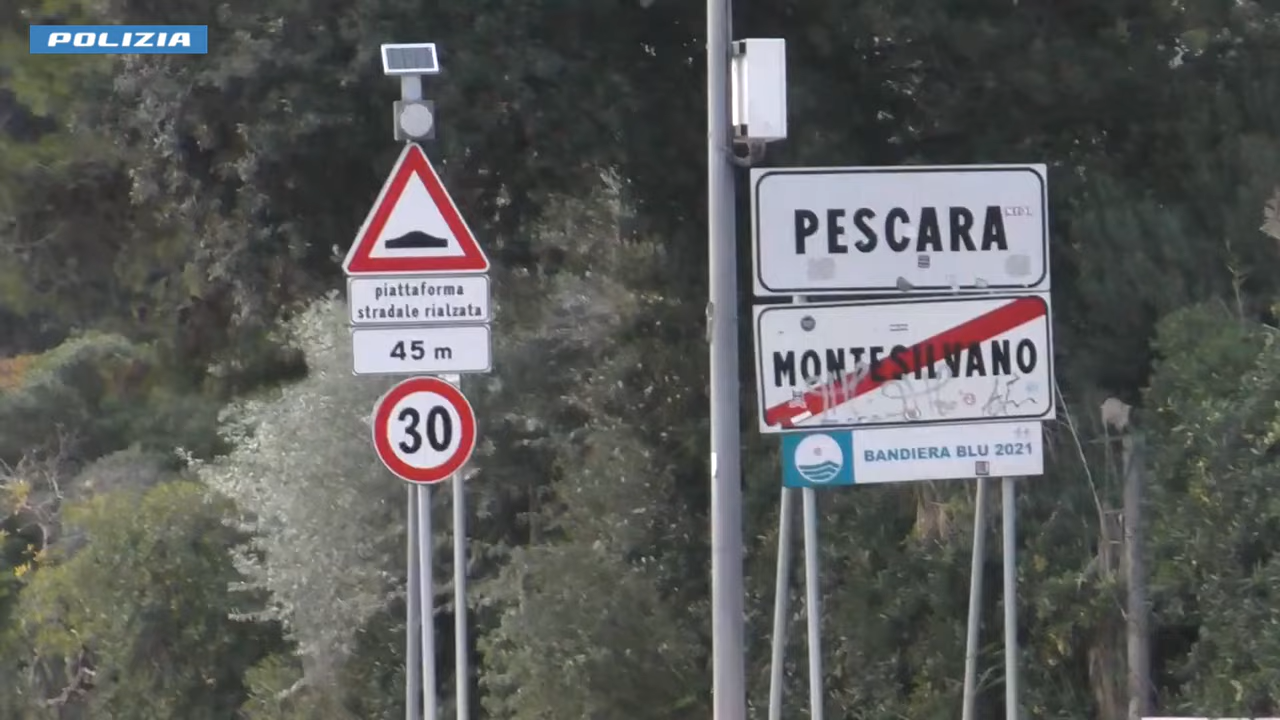 POLIZIA
piattaforma
stradale rialzata
45 m
30
PESCARA
MONTESILVANO
BANDIERA BLU 2021